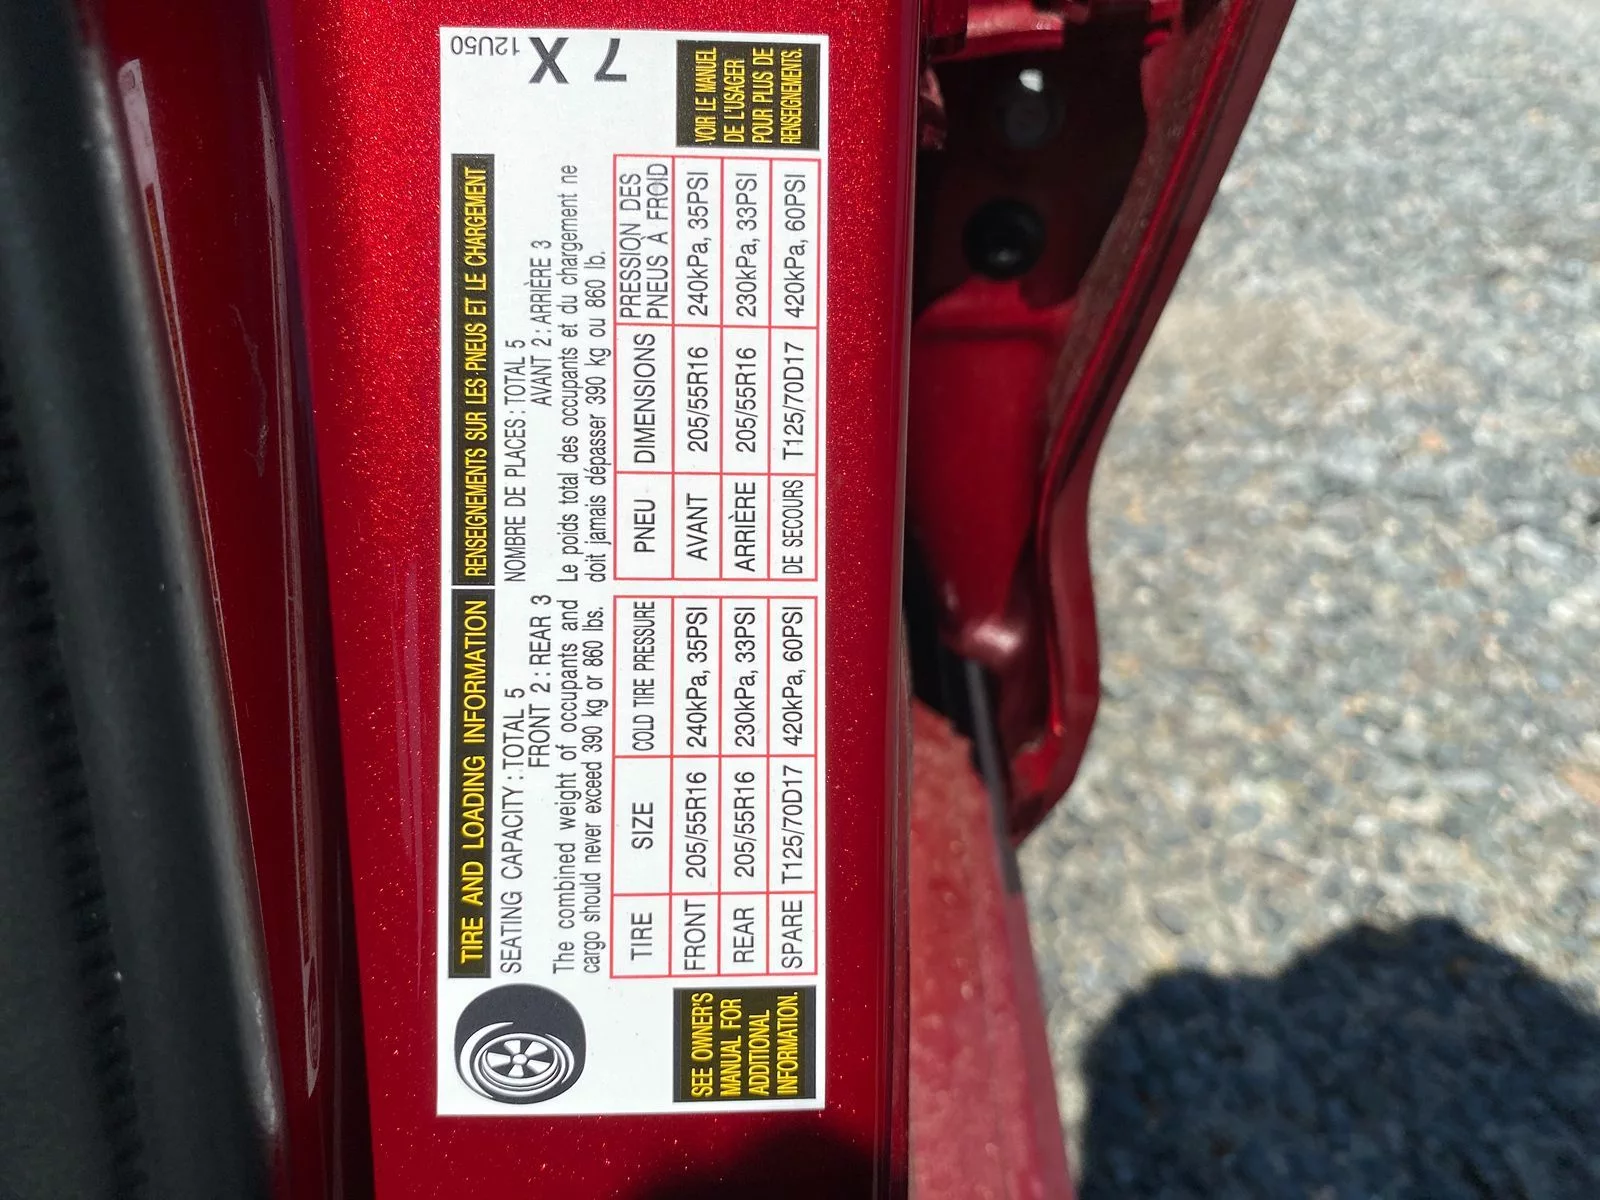 TIRE AND LOADING INFORMATION
SEATING CAPACITY : TOTAL 5
FRONT 2 : REAR 3
The combined weight of occupants and
cargo should never exceed 390 kg or 860 lbs.
TIRE SIZE COLD TIRE PRESSURE
FRONT 205/55R16 240kPa, 35PSI
REAR 205/55R16 230kPa, 33PSI
SPARE T125/70D17 420kPa, 60PSI
SEE OWNER'S
MANUAL FOR
ADDITIONAL
INFORMATION.
RENSEIGNEMENTS SUR LES PNEUS ET LE CHARGEMENT
NOMBRE DE PLACES : TOTAL 5
AVANT 2 : ARRIÈRE 3
Le poids total des occupants et du chargement ne
doit jamais dépasser 390 kg ou 860 lb.
PNEU DIMENSIONS PRESSION DES
PNEUS À FROID
AVANT 205/55R16 240kPa, 35PSI
ARRIÈRE 205/55R16 230kPa, 33PSI
DE SECOURS T125/70D17 420kPa, 60PSI
VOIR LE MANUEL
DE L'USAGER
POUR PLUS DE
RENSEIGNEMENTS.
12U50
7 X